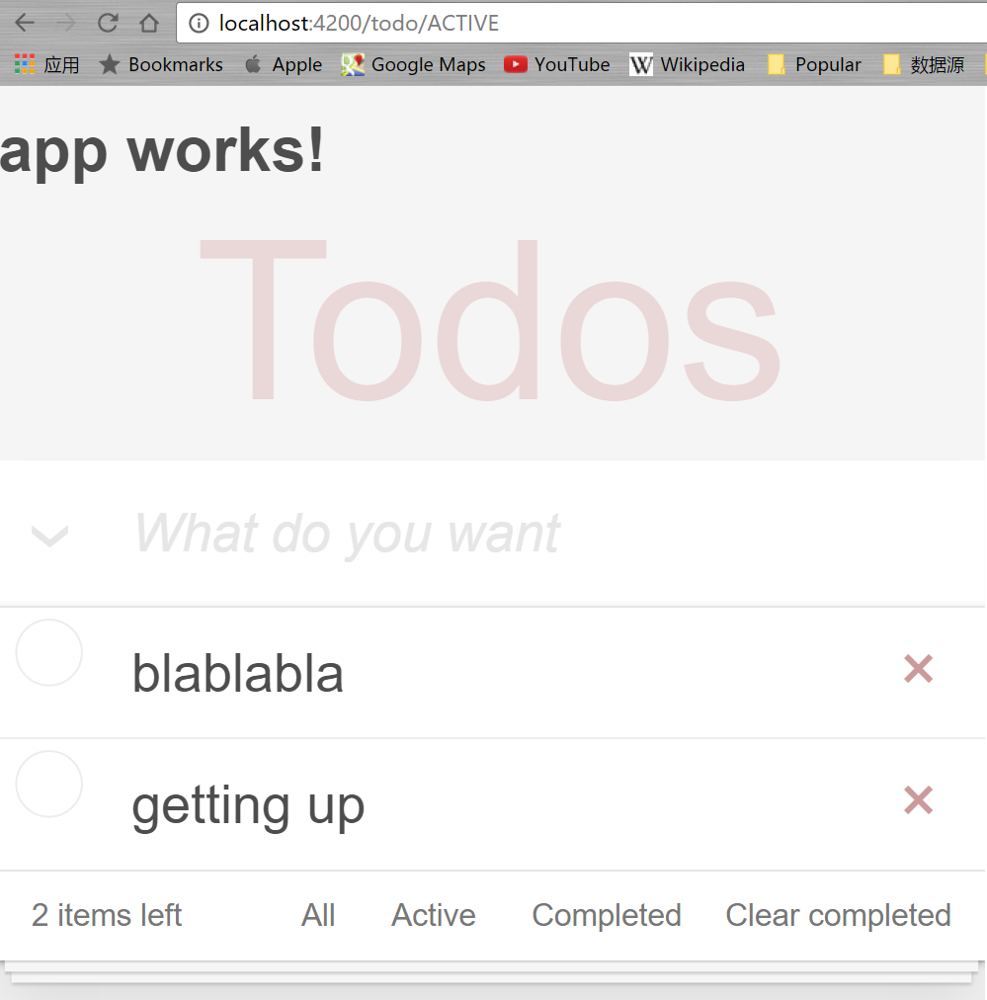 localhost:4200/todo/ACTIVE
应用 Bookmarks Apple Google Maps YouTube W Wikipedia Popular 数据源
app works!
Todos
What do you want
blablabla
getting up
2 items left All Active Completed Clear completed